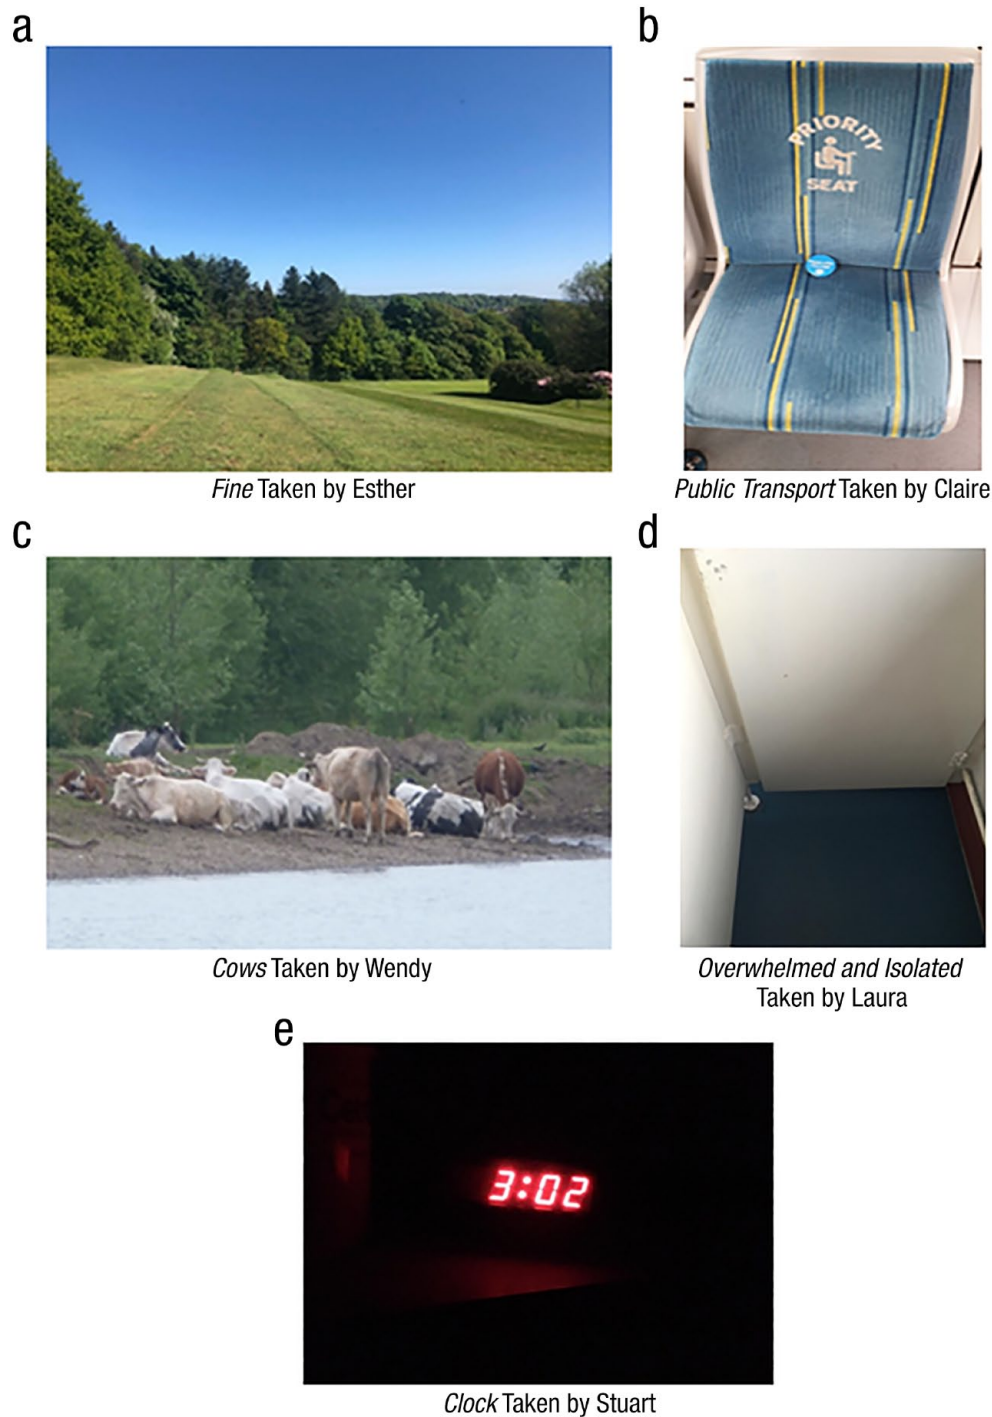 a
b
PRIORITY
SEAT
Fine Taken by Esther
Public Transport Taken by Claire
c
d
Cows Taken by Wendy
Overwhelmed and Isolated
Taken by Laura
e
3:02
Clock Taken by Stuart